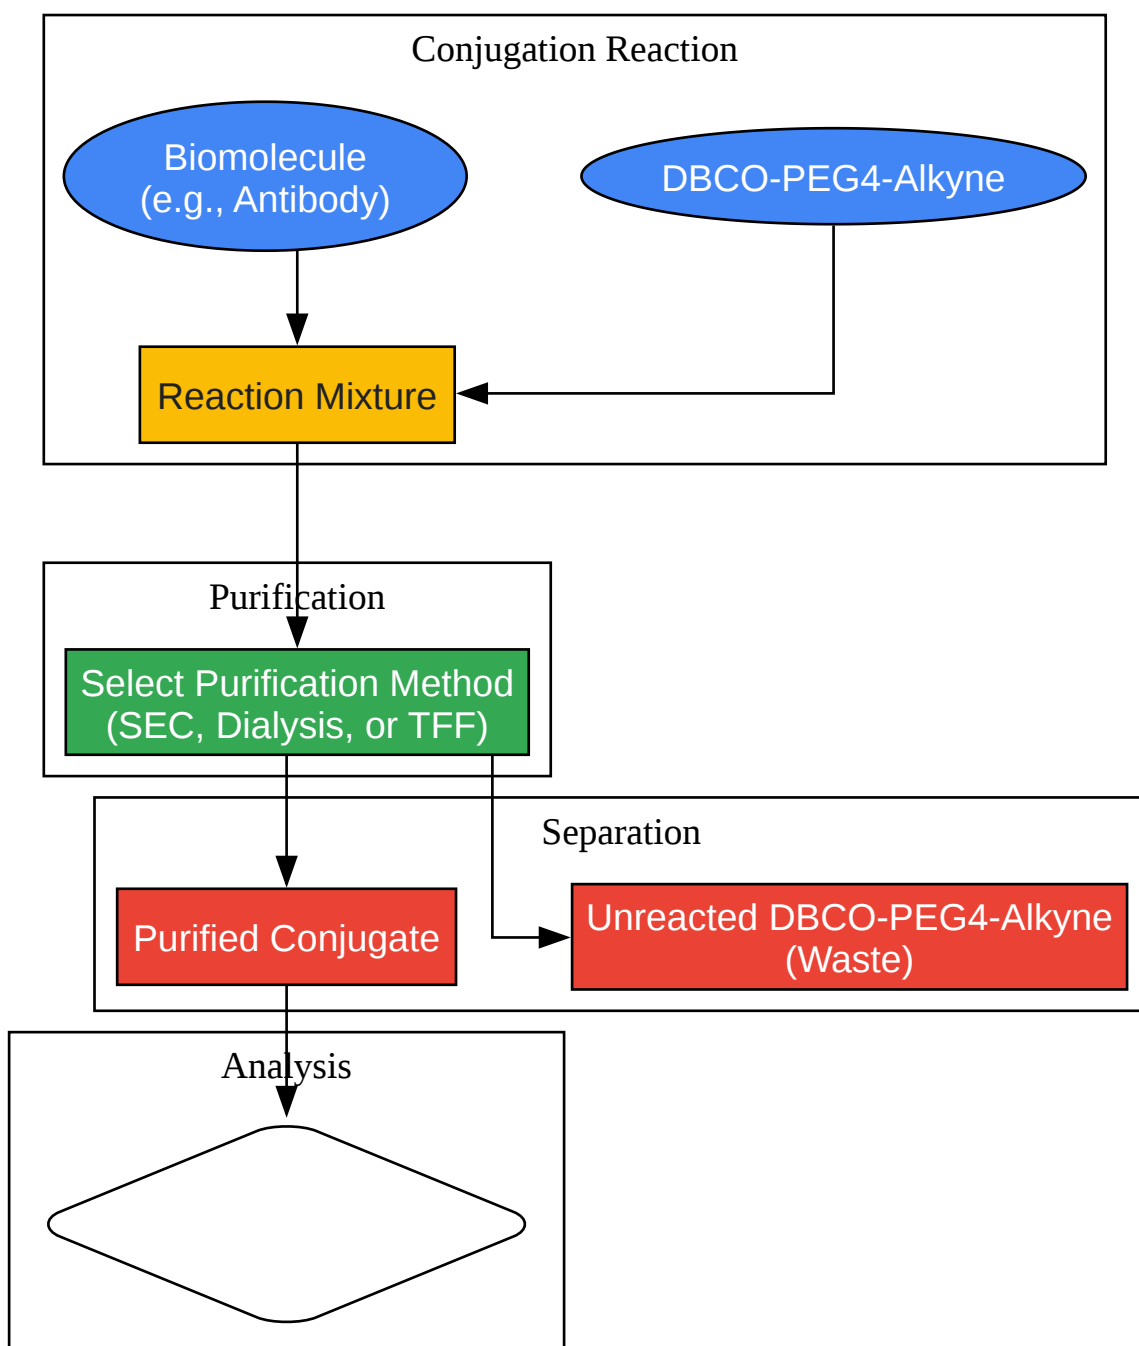 Conjugation Reaction
Biomolecule
(e.g., Antibody)
DBCO-PEG4-Alkyne
Reaction Mixture
Purification
Select Purification Method
(SEC, Dialysis, or TFF)
Separation
Purified Conjugate
Unreacted DBCO-PEG4-Alkyne
(Waste)
Analysis